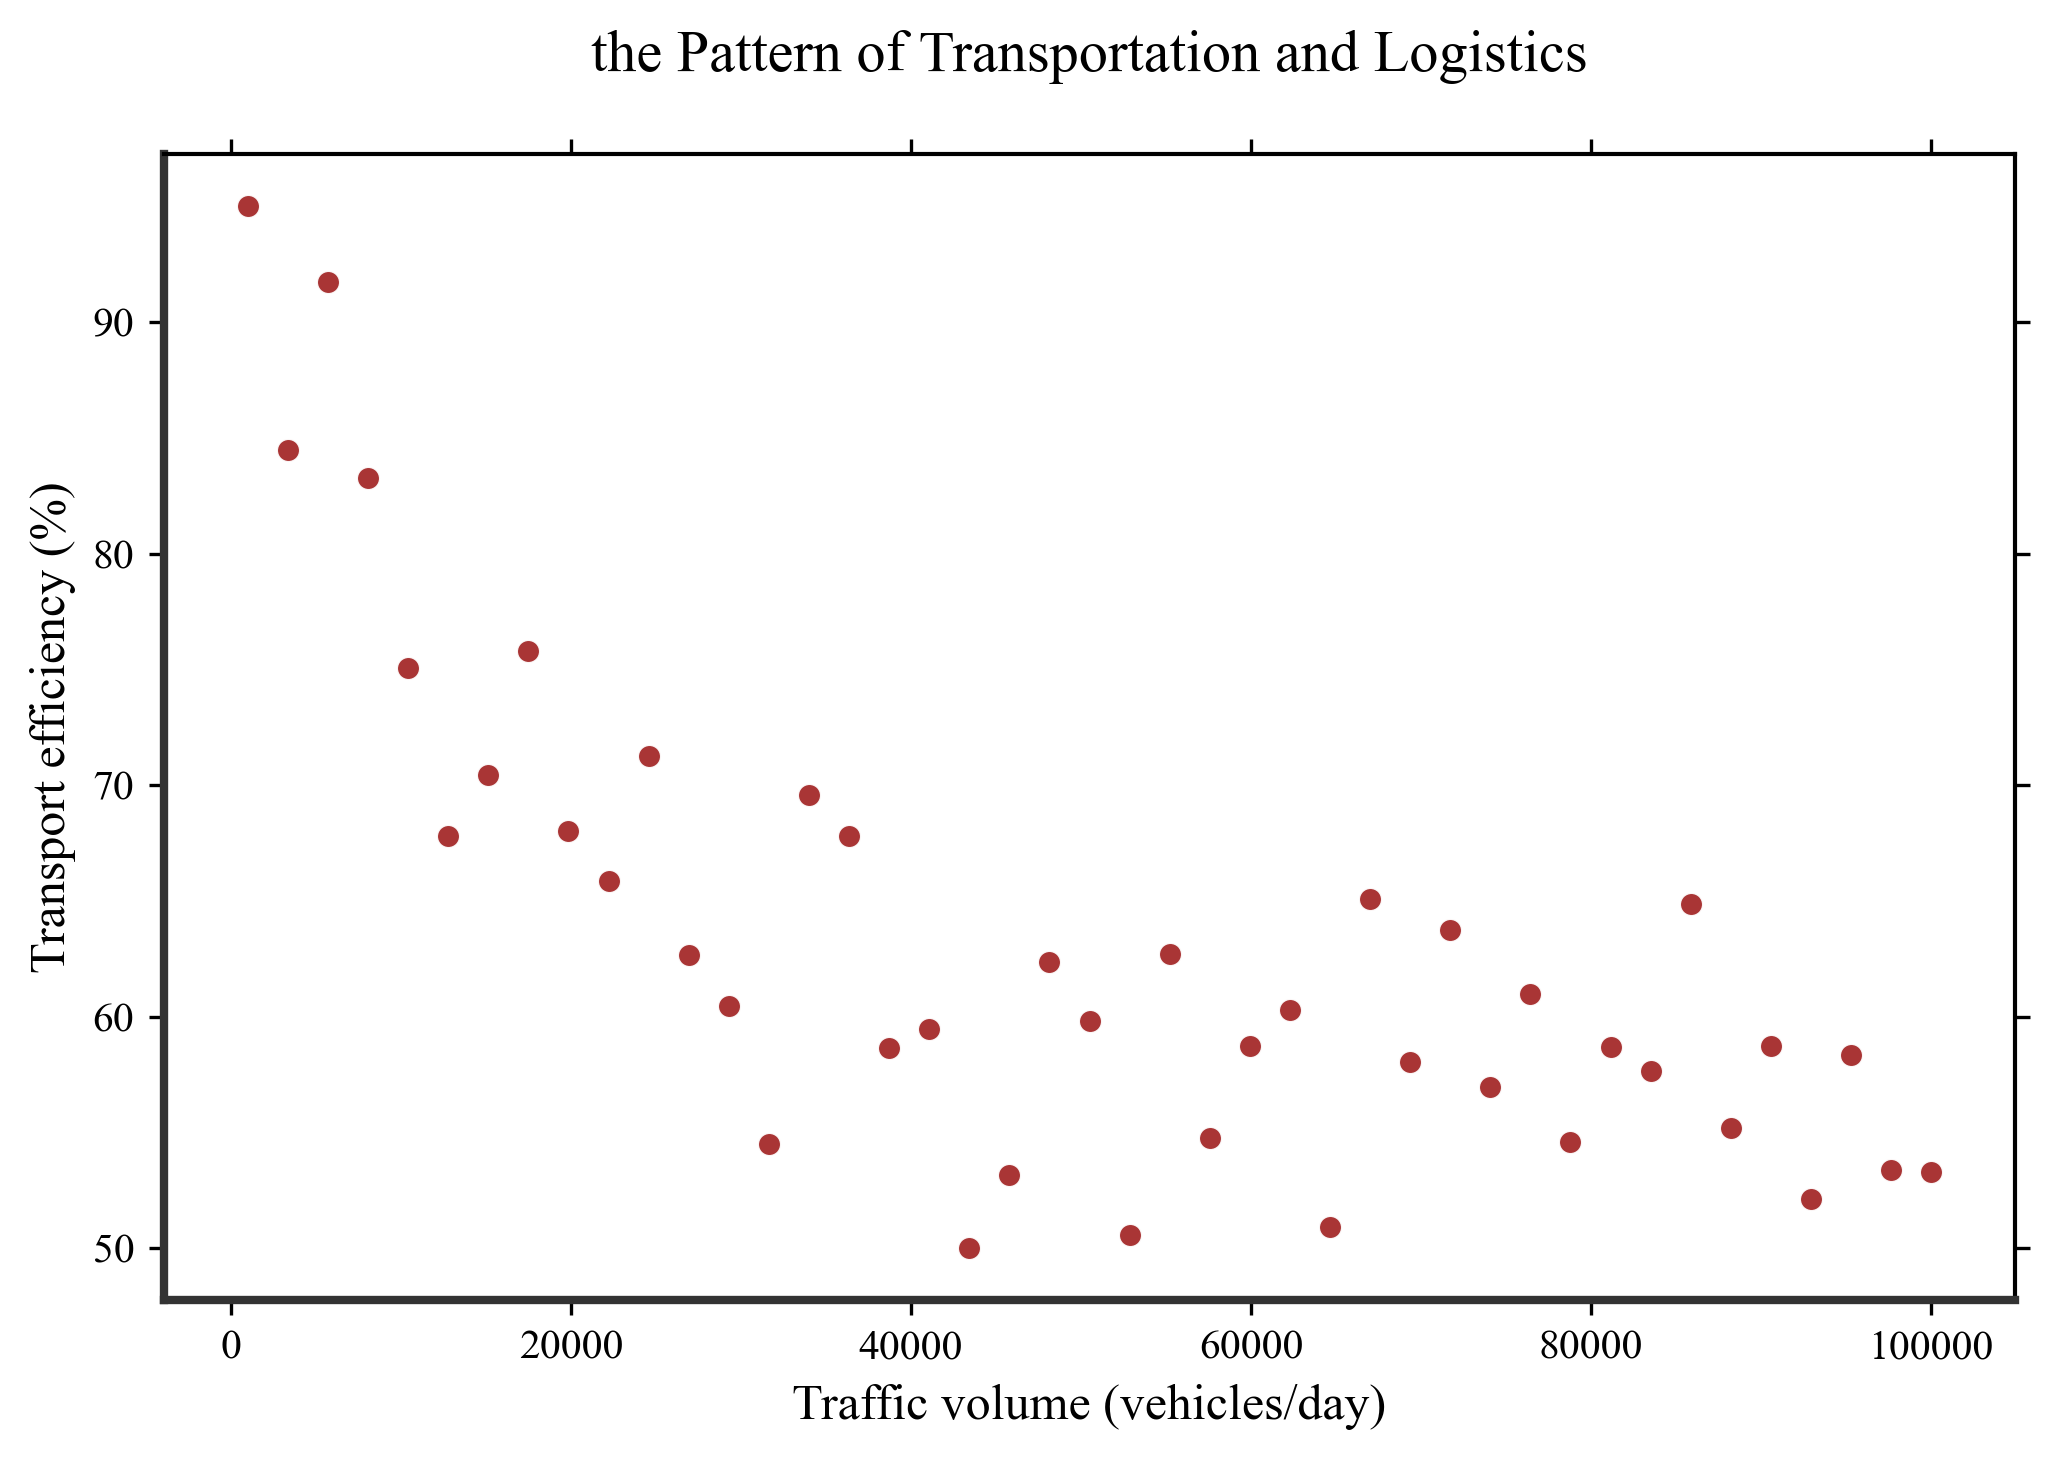 the Pattern of Transportation and Logistics
Transport efficiency (%)
90
80
70
60
50
0 20000 40000 60000 80000 100000
Traffic volume (vehicles/day)